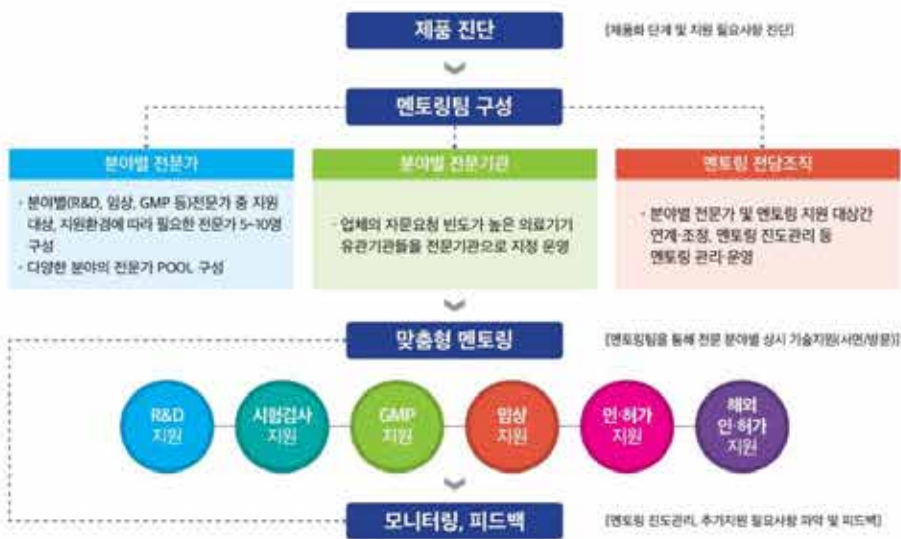 제품 진단
[제품화 단계 및 지원 필요사항 진단]
멘토링팀 구성
분야별 전문가
· 분야별(R&D, 임상, GMP 등)전문가 중 지원
대상, 지원환경에 따라 필요한 전문가 5~10명
구성
· 다양한 분야의 전문가 POOL 구성
분야별 전문기관
· 업체의 자문요청 빈도가 높은 의료기기
유관기관들을 전문기관으로 지정 운영
멘토링 전담조직
· 분야별 전문가 및 멘토링 지원 대상간
연계·조정, 멘토링 진도관리 등
멘토링 관리·운영
맞춤형 멘토링
[멘토링팀을 통해 전문 분야별 상시 기술지원(서면/방문)]
R&D
지원
시험검사
지원
GMP
지원
임상
지원
인·허가
지원
해외
인·허가
지원
모니터링, 피드백
[멘토링 진도관리, 추가지원 필요사항 파악 및 피드백]